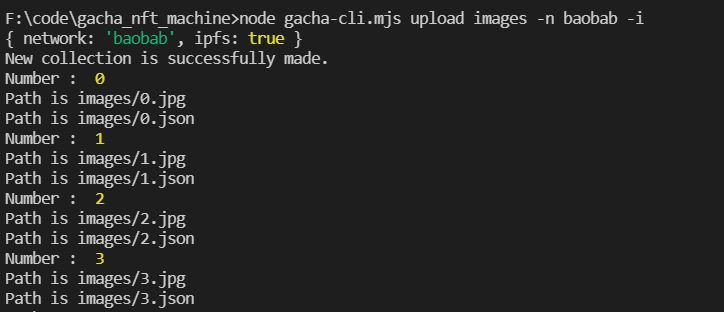 F:\code\gacha_nft_machine>node gacha-cli.mjs upload images -n baobab -i
{ network: 'baobab', ipfs: true }
New collection is successfully made.
Number :  0
Path is images/0.jpg
Path is images/0.json
Number :  1
Path is images/1.jpg
Path is images/1.json
Number :  2
Path is images/2.jpg
Path is images/2.json
Number :  3
Path is images/3.jpg
Path is images/3.json